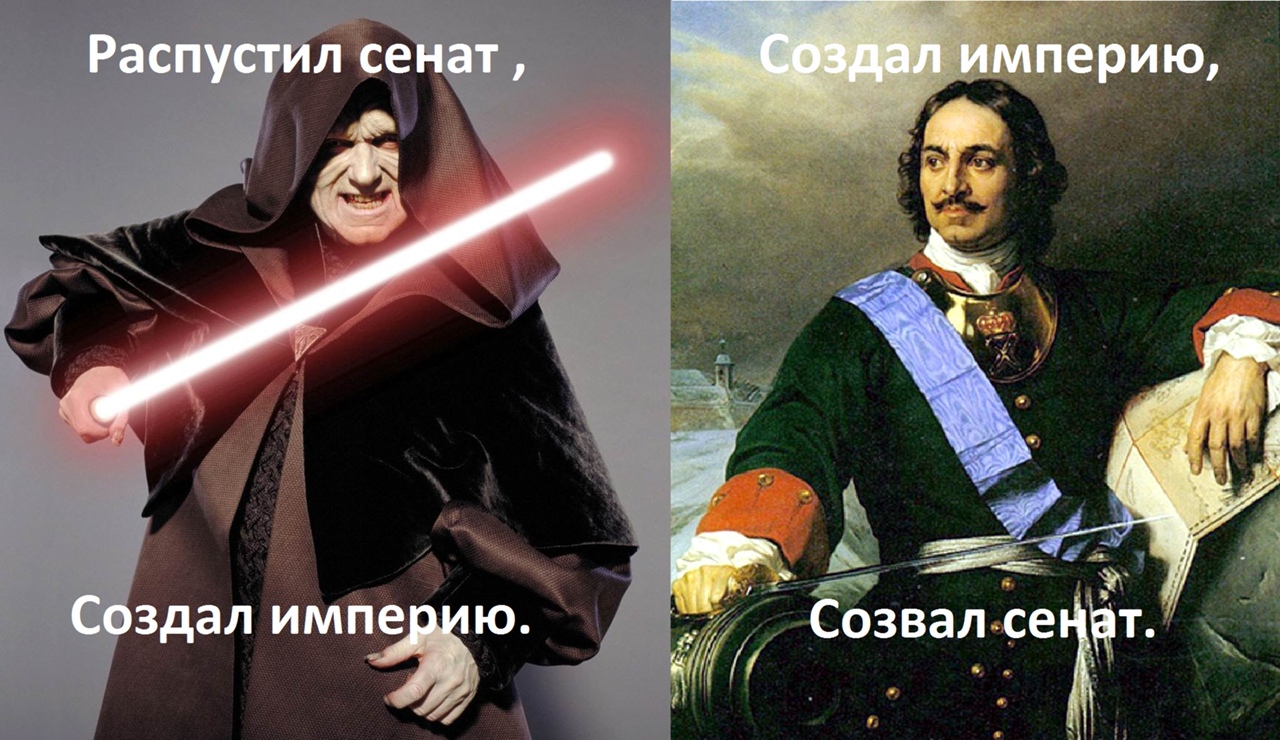 Распустил сенат ,
Создал империю.
Создал империю,
Созвал сенат.